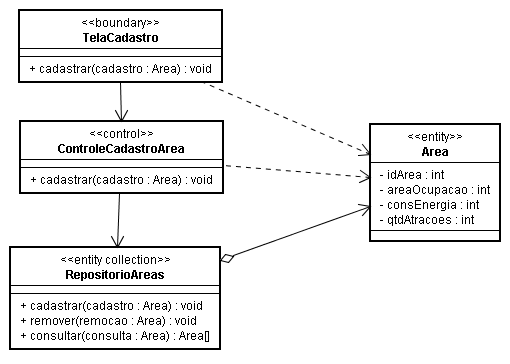 <<boundary>>
TelaCadastro
+ cadastrar(cadastro : Area) : void
<<control>>
ControleCadastroArea
+ cadastrar(cadastro : Area) : void
<<entity>>
Area
- idArea : int
- areaOcupacao : int
- consEnergia : int
- qtdAtracoes : int
<<entity collection>>
RepositorioAreas
+ cadastrar(cadastro : Area) : void
+ remover(remocao : Area) : void
+ consultar(consulta : Area) : Area[]